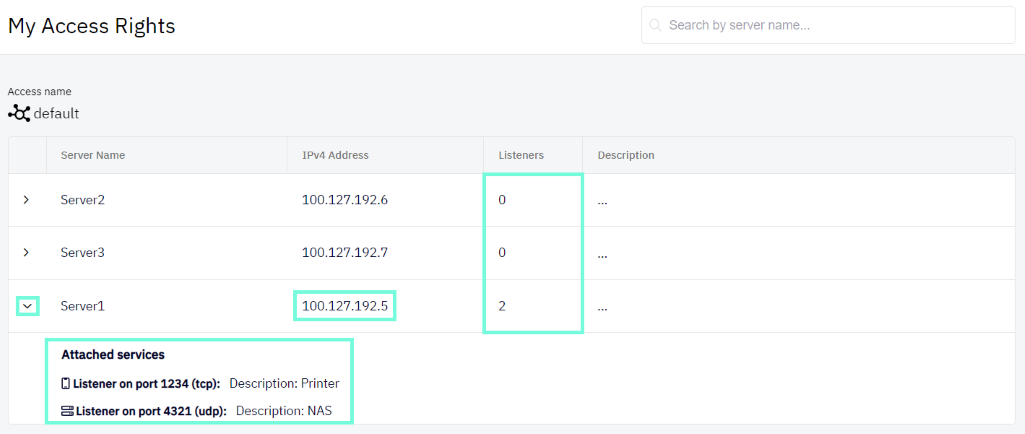 My Access Rights
Search by server name...
Access name
default
Server Name IPv4 Address Listeners Description
Server2 100.127.192.6 0 ...
Server3 100.127.192.7 0 ...
Server1 100.127.192.5 2 ...
Attached services
Listener on port 1234 (tcp): Description: Printer
Listener on port 4321 (udp): Description: NAS